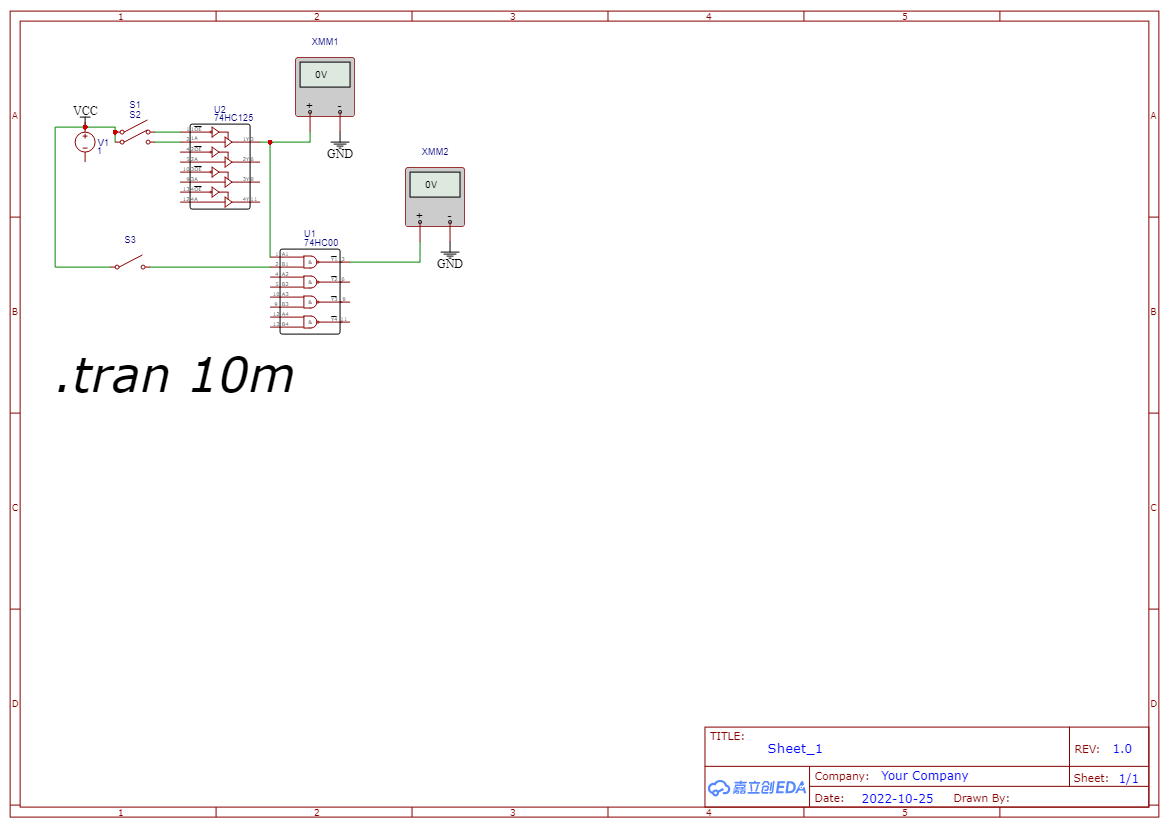 1 2 3 4 5
XMM1
0V
+ -
GND
VCC
S1
S2
V1
1
U2
74HC125
A A
XMM2
0V
+ -
GND
S3
U1
74HC00
B B
.tran 10m
C C
D D
TITLE:
Sheet_1
REV: 1.0
嘉立创EDA
Company: Your Company
Sheet: 1/1
Date: 2022-10-25 Drawn By:
1 2 3 4 5